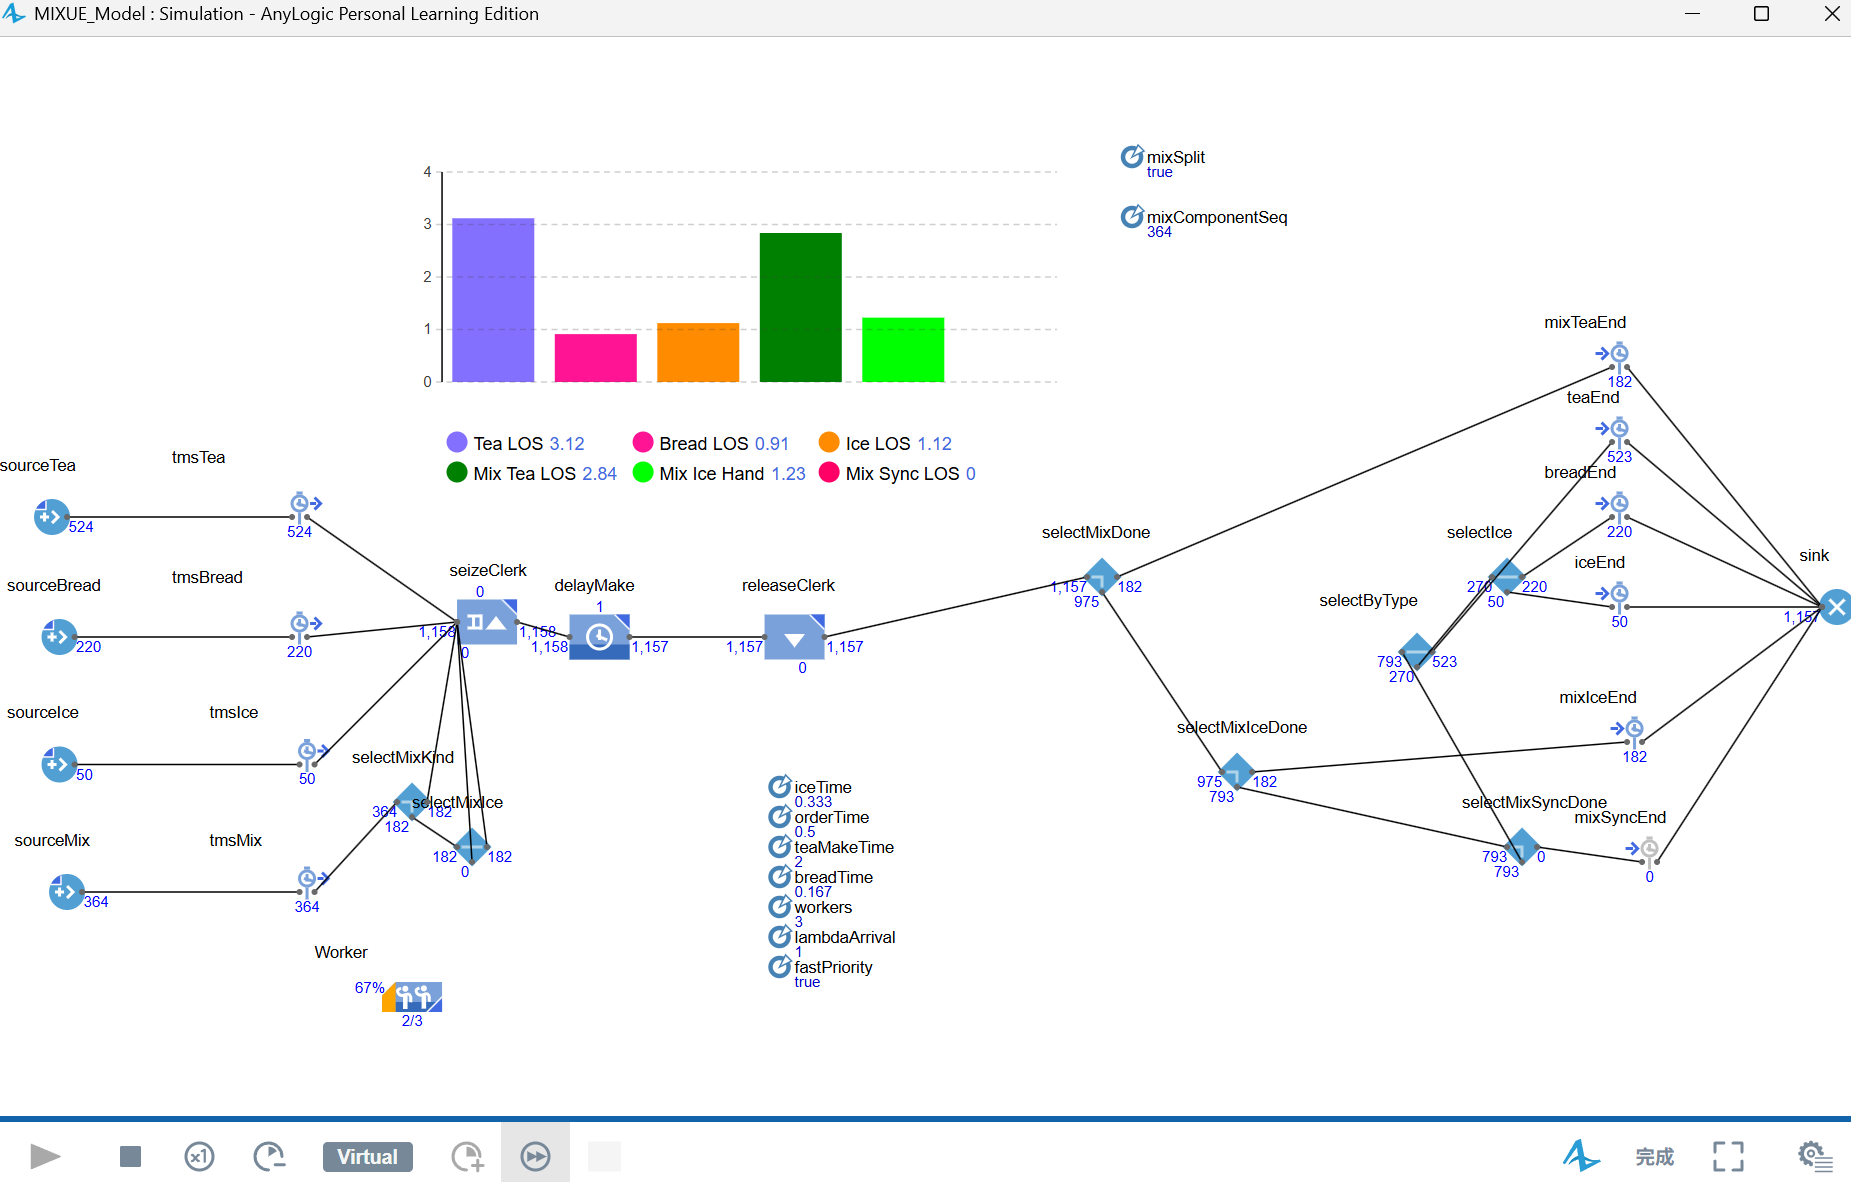 MIXUE_Model : Simulation - AnyLogic Personal Learning Edition
mixSplit
true
mixComponentSeq
364
4
3
2
1
0
Tea LOS 3.12
Bread LOS 0.91
Ice LOS 1.12
Mix Tea LOS 2.84
Mix Ice Hand 1.23
Mix Sync LOS 0
sourceTea
524
tmsTea
524
sourceBread
220
tmsBread
220
sourceIce
50
tmsIce
50
sourceMix
364
tmsMix
364
selectMixKind
364
182
182
selectMixIce
182
182
0
Worker
67%
2/3
seizeClerk
0
1,158
1,158
0
delayMake
1
1,158
1,157
releaseClerk
1,157
1,157
0
iceTime
0.333
orderTime
0.5
teaMakeTime
2
breadTime
0.167
workers
3
lambdaArrival
1
fastPriority
true
selectMixDone
1,157
182
975
selectMixIceDone
975
182
793
selectMixSyncDone
793
0
793
selectByType
793
523
270
selectIce
270
220
50
mixTeaEnd
182
teaEnd
523
breadEnd
220
iceEnd
50
mixIceEnd
182
mixSyncEnd
0
sink
1,157
x1
Virtual
完成